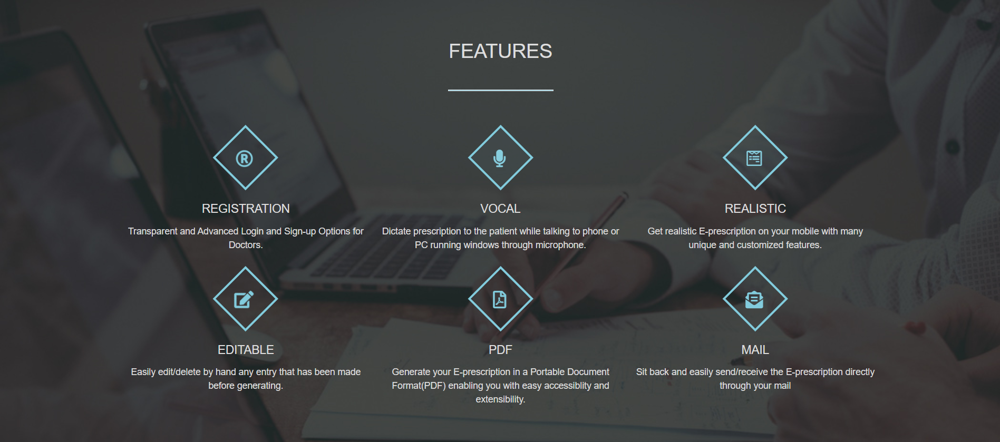 FEATURES
REGISTRATION
Transparent and Advanced Login and Sign-up Options for
Doctors.
VOCAL
Dictate prescription to the patient while talking to phone or
PC running windows through microphone.
REALISTIC
Get realistic E-prescription on your mobile with many
unique and customized features.
EDITABLE
Easily edit/delete by hand any entry that has been made
before generating.
PDF
Generate your E-prescription in a Portable Document
Format(PDF) enabling you with easy accessiblity and
extensibility.
MAIL
Sit back and easily send/receive the E-prescription directly
through your mail